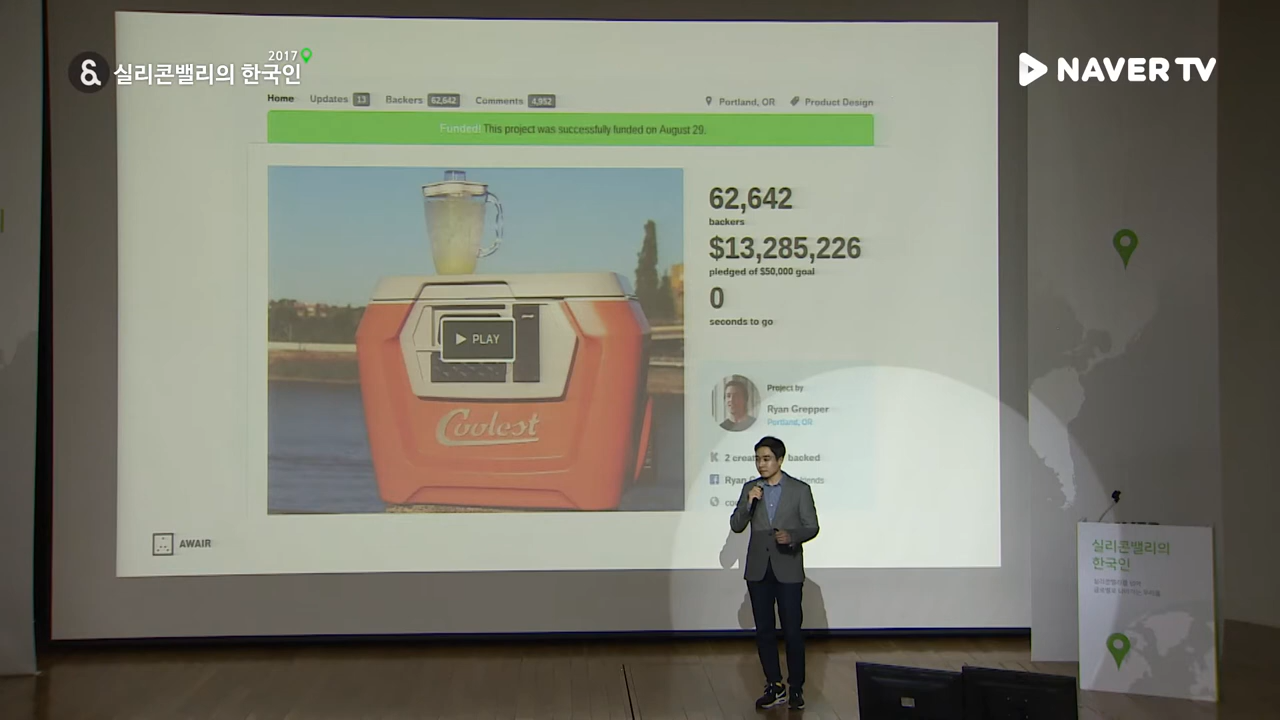 2017
실리콘밸리의 한국인
NAVER TV
Home Updates 13 Backers 62,642 Comments 4,952
Portland, OR Product Design
Funded! This project was successfully funded on August 29.
62,642
backers
$13,285,226
pledged of $50,000 goal
0
seconds to go
PLAY
Coolest
Project by
Ryan Grepper
Portland, OR
2 backed
Ryan
AWAIR
실리콘밸리의
한국인